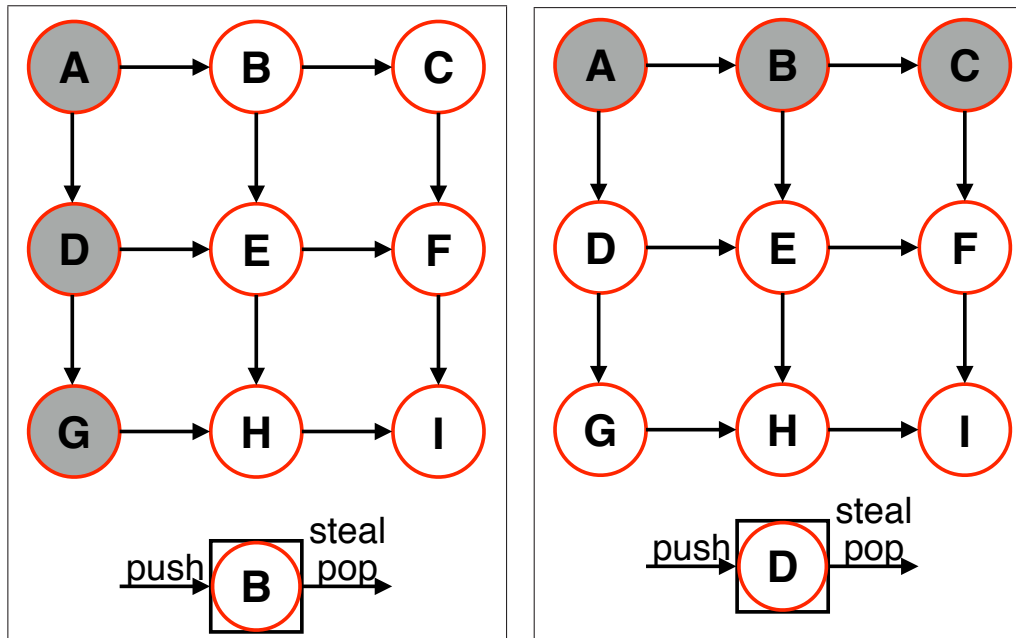 A B C
D E F
G H I
steal
push B pop
A B C
D E F
G H I
steal
push D pop